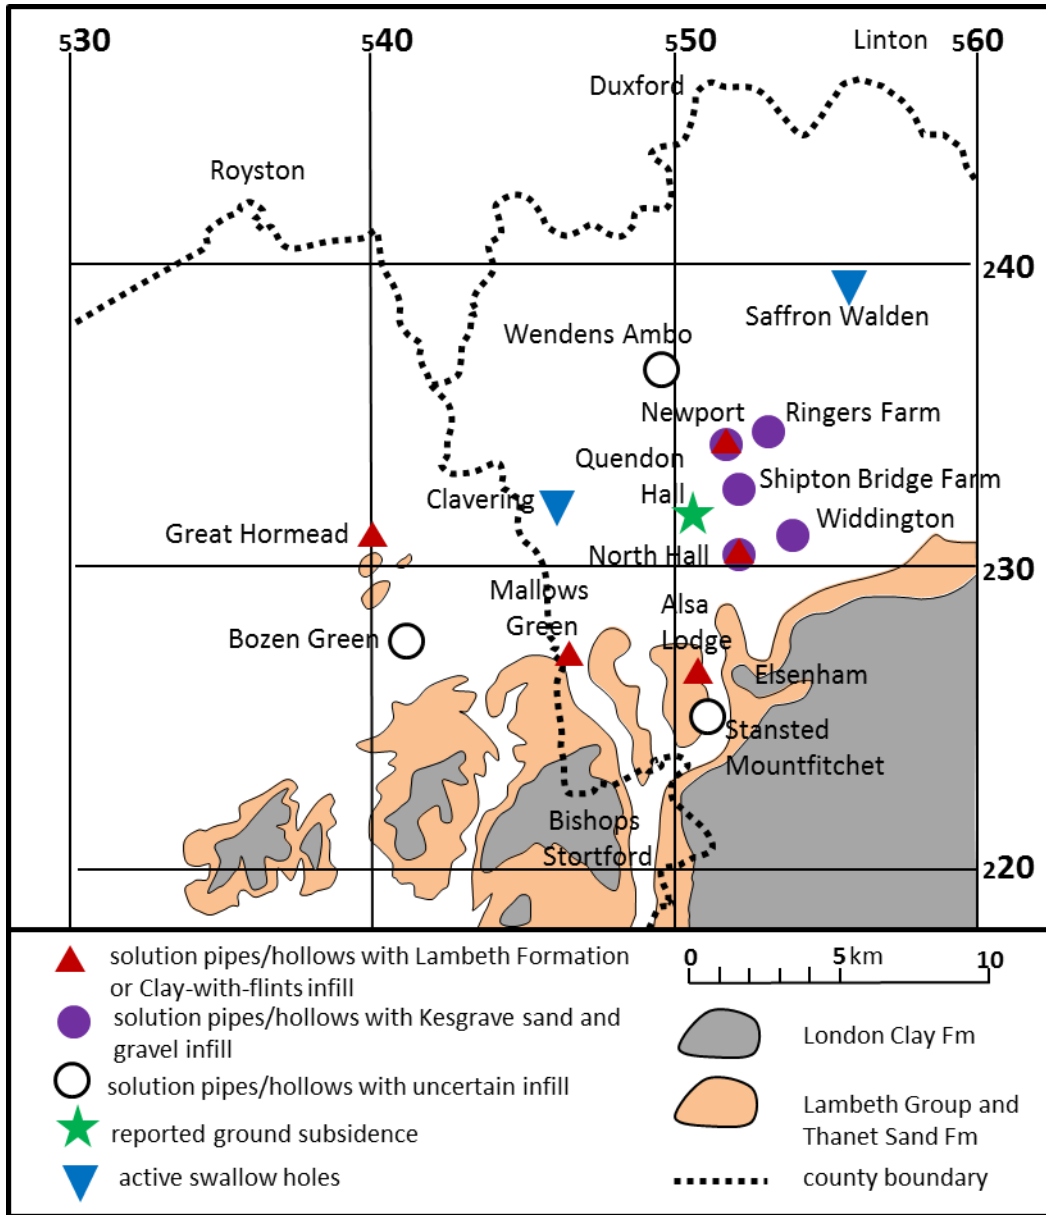 530 540 550 560
Linton
Duxford
Royston
240
Saffron Walden
Wendens Ambo
Newport
Ringers Farm
Quendon
Hall
Shipton Bridge Farm
Clavering
Widdington
Great Hormead
North Hall
230
Mallows
Green
Alsa
Lodge
Bozen Green
Elsenham
Stansted
Mountfitchet
Bishops
Stortford
220
solution pipes/hollows with Lambeth Formation
or Clay-with-flints infill
solution pipes/hollows with Kesgrave sand and
gravel infill
solution pipes/hollows with uncertain infill
reported ground subsidence
active swallow holes
0 5 km 10
London Clay Fm
Lambeth Group and
Thanet Sand Fm
county boundary